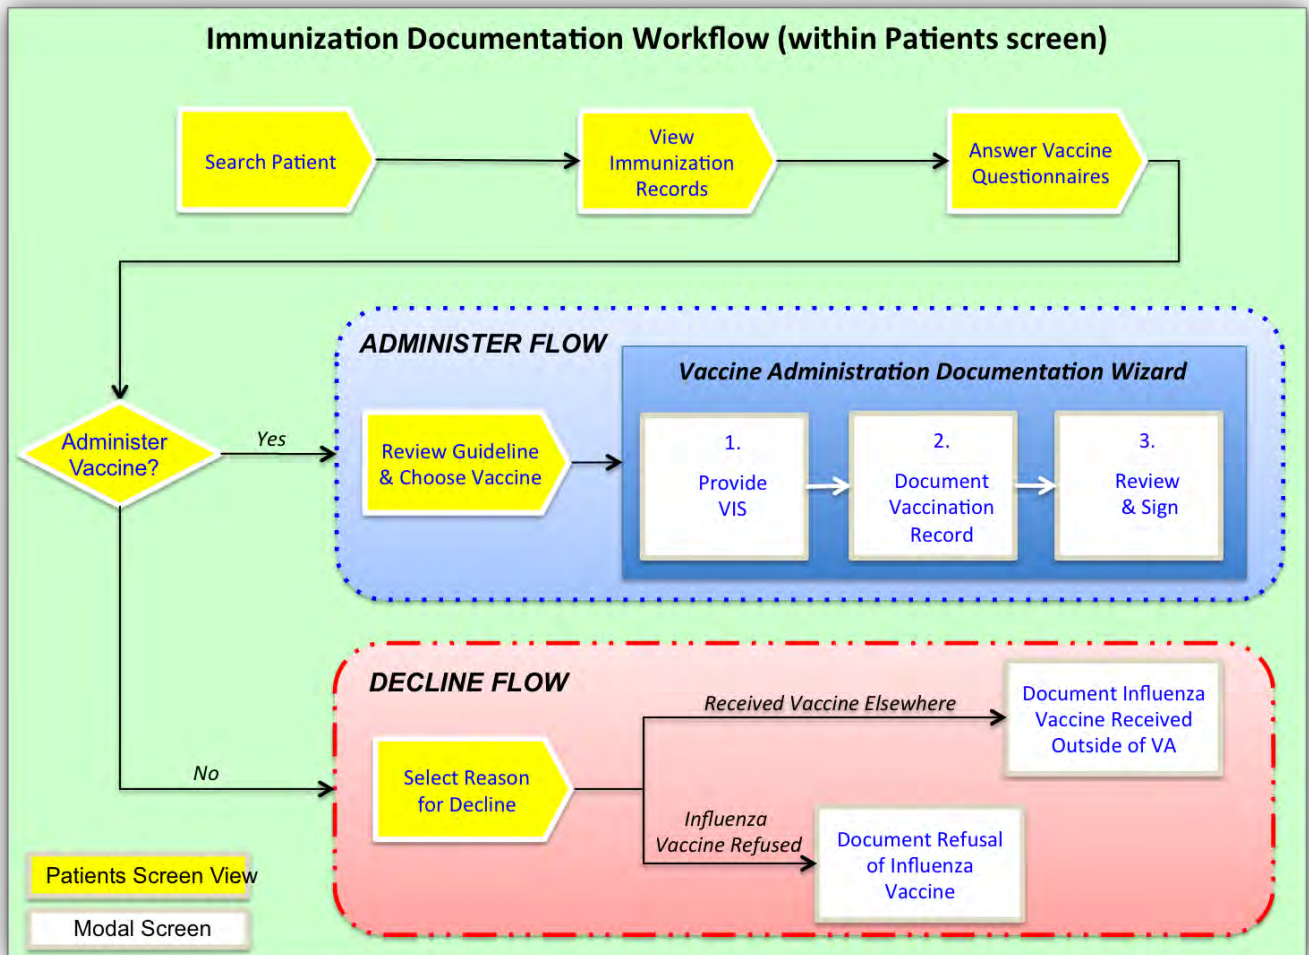 Immunization Documentation Workflow (within Patients screen)
Search Patient
View
Immunization
Records
Answer Vaccine
Questionnaires
Administer
Vaccine?
Yes
No
ADMINISTER FLOW
Review Guideline
& Choose Vaccine
Vaccine Administration Documentation Wizard
1.
Provide
VIS
2.
Document
Vaccination
Record
3.
Review
& Sign
DECLINE FLOW
Select Reason
for Decline
Received Vaccine Elsewhere
Document Influenza
Vaccine Received
Outside of VA
Influenza
Vaccine Refused
Document Refusal
of Influenza
Vaccine
Patients Screen View
Modal Screen